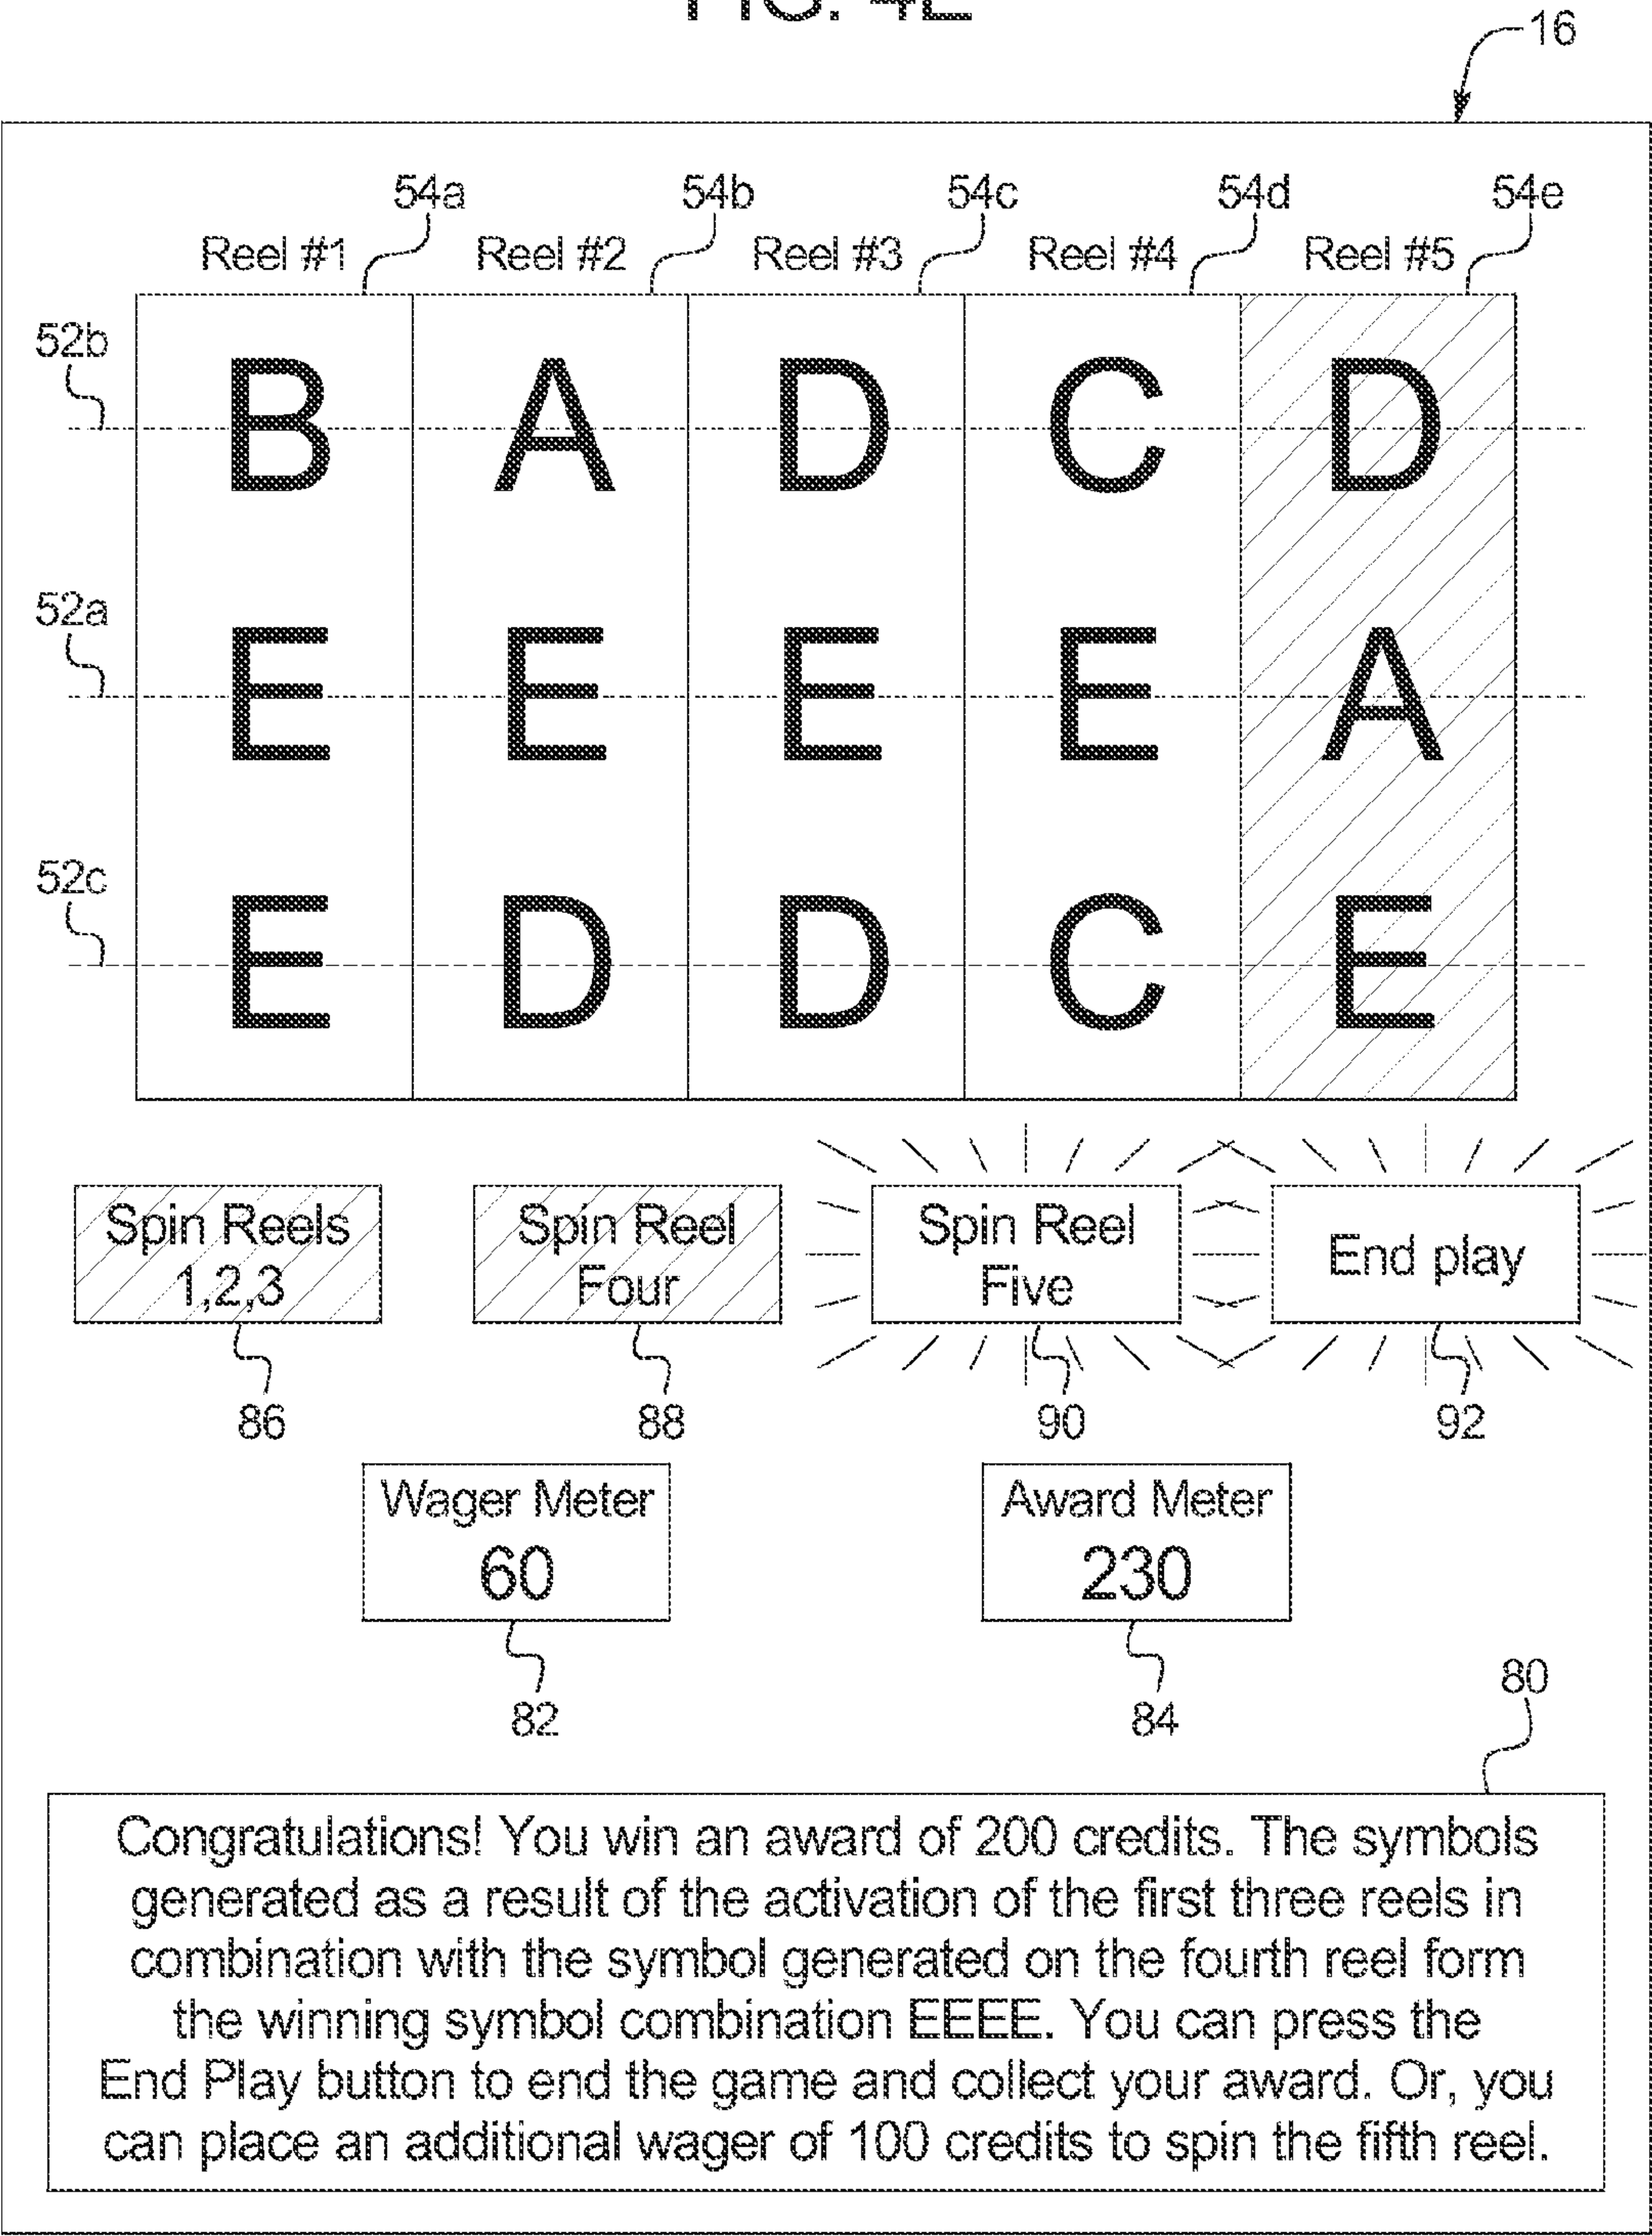 FIG. 4E
16
54a 54b 54c 54d 54e
Reel #1 Reel #2 Reel #3 Reel #4 Reel #5
52b
B A D C D
52a
E E E E A
52c
E D D C E
Spin Reels
1,2,3
Spin Reel
Four
Spin Reel
Five
End play
86 88 90 92
Wager Meter
60
Award Meter
230
82 84
80
Congratulations! You win an award of 200 credits. The symbols
generated as a result of the activation of the first three reels in
combination with the symbol generated on the fourth reel form
the winning symbol combination EEEE. You can press the
End Play button to end the game and collect your award. Or, you
can place an additional wager of 100 credits to spin the fifth reel.